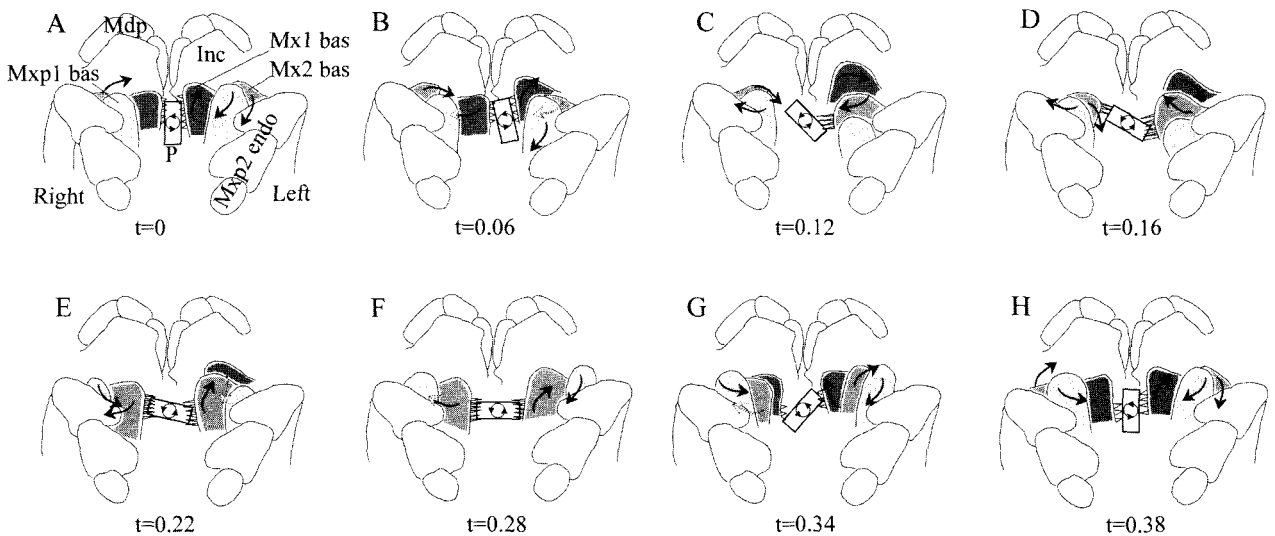 A
B
C
D
Mdp
Inc
Mx1 bas
Mx2 bas
Mxp1 bas
P
Mxp2 endo
Right
Left
t=0
t=0.06
t=0.12
t=0.16
E
F
G
H
t=0.22
t=0.28
t=0.34
t=0.38